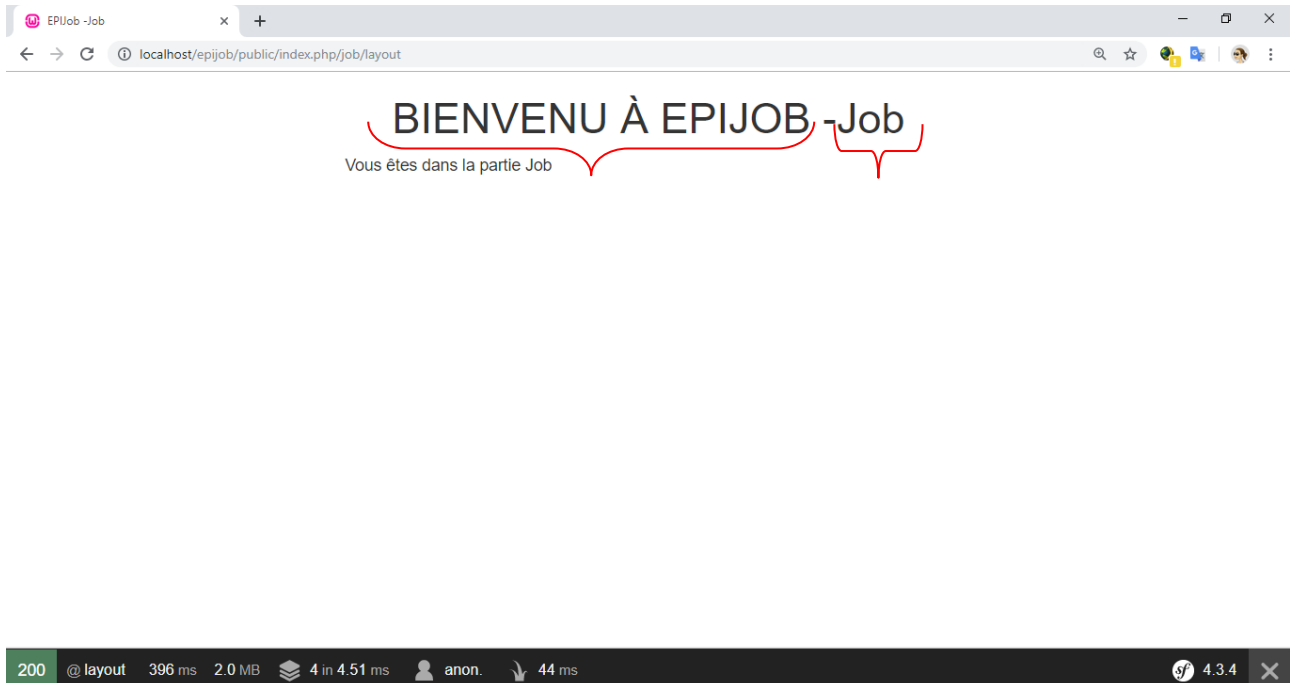 EPIJob -Job
localhost/epijob/public/index.php/job/layout
BIENVENU À EPIJOB -Job
Vous êtes dans la partie Job
200 @ layout 396 ms 2.0 MB 4 in 4.51 ms anon. 44 ms sf 4.3.4